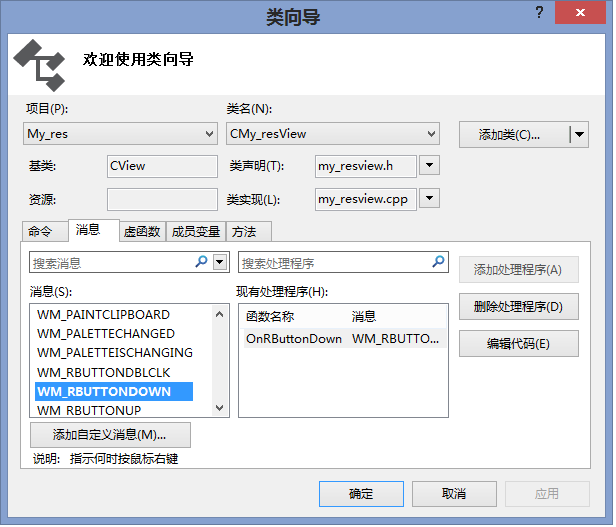 类向导
?
欢迎使用类向导
项目(P):
类名(N):
My_res
CMy_resView
添加类(C)...
基类:
CView
类声明(T):
my_resview.h
资源:
类实现(L):
my_resview.cpp
命令
消息
虚函数
成员变量
方法
搜索消息
搜索处理程序
添加处理程序(A)
消息(S):
现有处理程序(H):
删除处理程序(D)
WM_PAINTCLIPBOARD
WM_PALETTECHANGED
WM_PALETTEISCHANGING
WM_RBUTTONDBLCLK
WM_RBUTTONDOWN
WM_RBUTTONUP
函数名称
消息
OnRButtonDown
WM_RBUTTO...
编辑代码(E)
添加自定义消息(M)...
说明: 指示何时按鼠标右键
确定
取消
应用